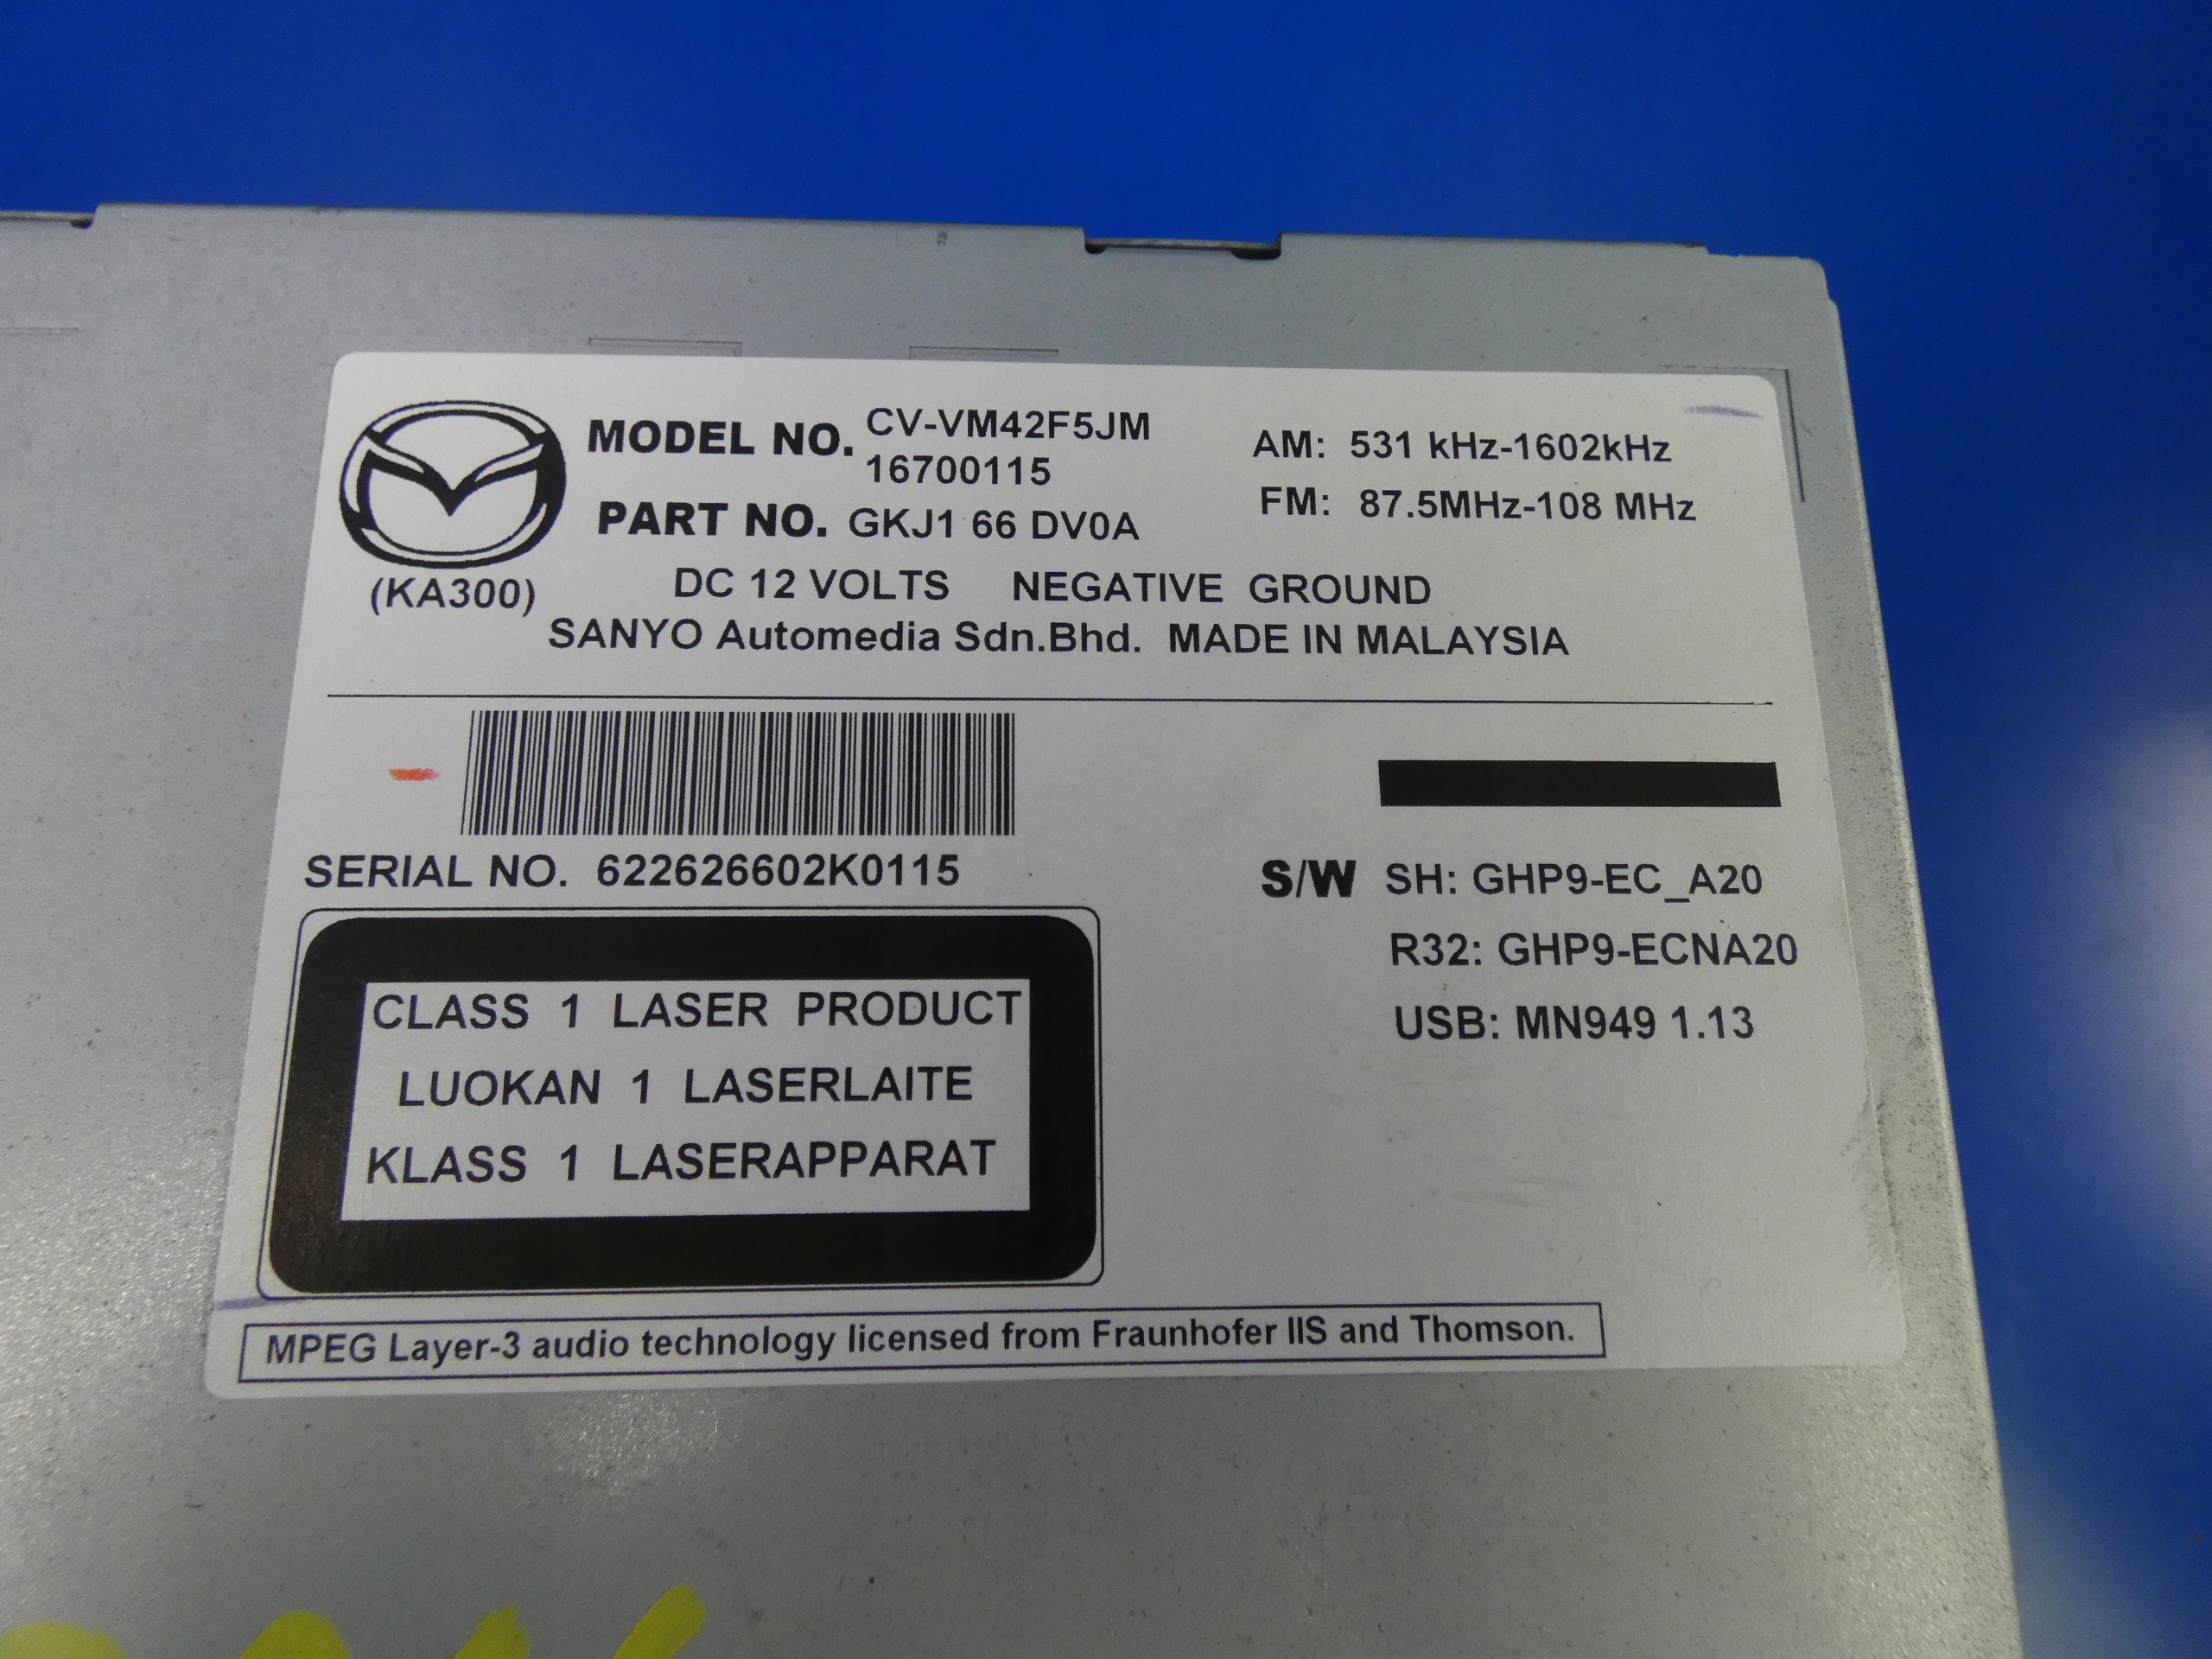 MODEL NO. CV-VM42F5JM
16700115
AM: 531 kHz-1602kHz
PART NO. GKJ1 66 DV0A
FM: 87.5MHz-108 MHz
(KA300)
DC 12 VOLTS NEGATIVE GROUND
SANYO Automedia Sdn.Bhd. MADE IN MALAYSIA
SERIAL NO. 622626602K0115
S/W SH: GHP9-EC_A20
R32: GHP9-ECNA20
USB: MN949 1.13
CLASS 1 LASER PRODUCT
LUOKAN 1 LASERLAITE
KLASS 1 LASERAPPARAT
MPEG Layer-3 audio technology licensed from Fraunhofer IIS and Thomson.